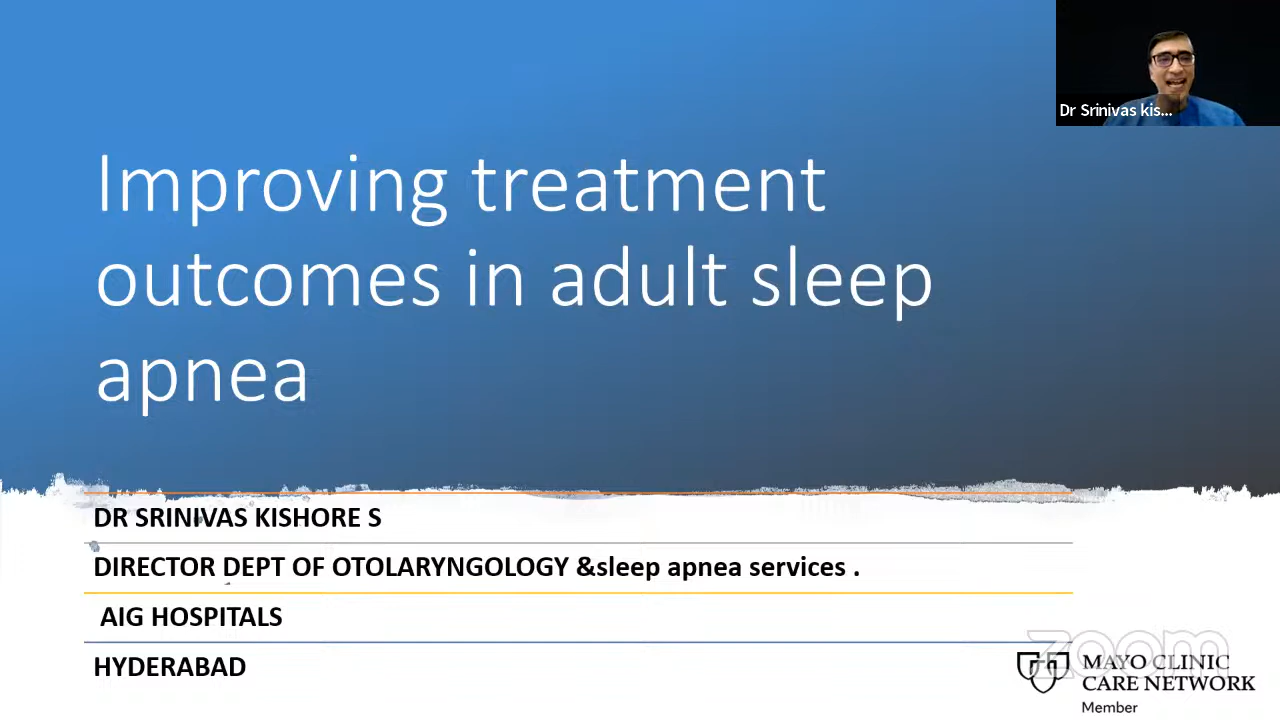 Dr Srinivas kis...
Improving treatment
outcomes in adult sleep
apnea
DR SRINIVAS KISHORE S
DIRECTOR DEPT OF OTOLARYNGOLOGY &sleep apnea services .
AIG HOSPITALS
HYDERABAD
zoom
MAYO CLINIC
CARE NETWORK
Member